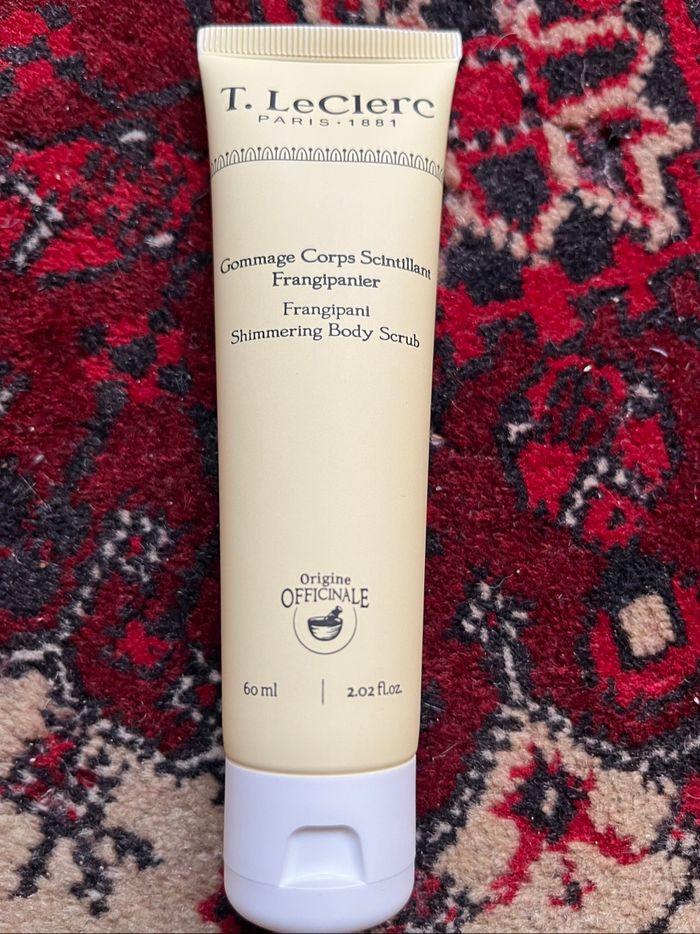 T. LeClerc
PARIS · 1881
Gommage Corps Scintillant
Frangipanier
Frangipani
Shimmering Body Scrub
Origine
OFFICINALE
60 ml | 2.02 fl.oz.